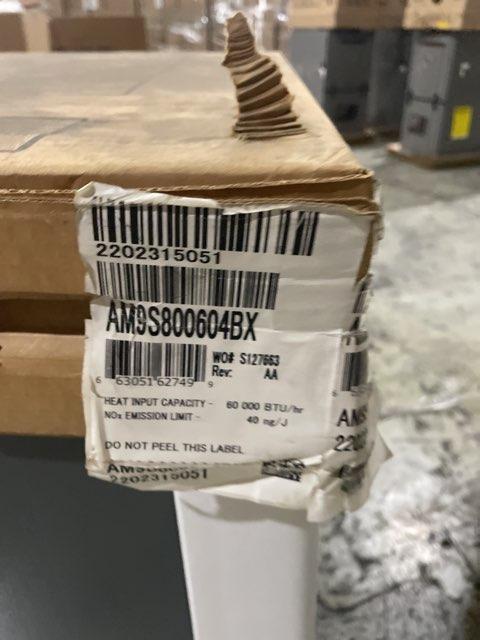 2202315051
AM9S800604BX
WO# S127663
Rev: AA
6 63051 62749 9
HEAT INPUT CAPACITY - 60 000 BTU/hr
NOx EMISSION LIMIT - 40 ng/J
DO NOT PEEL THIS LABEL
2202315051